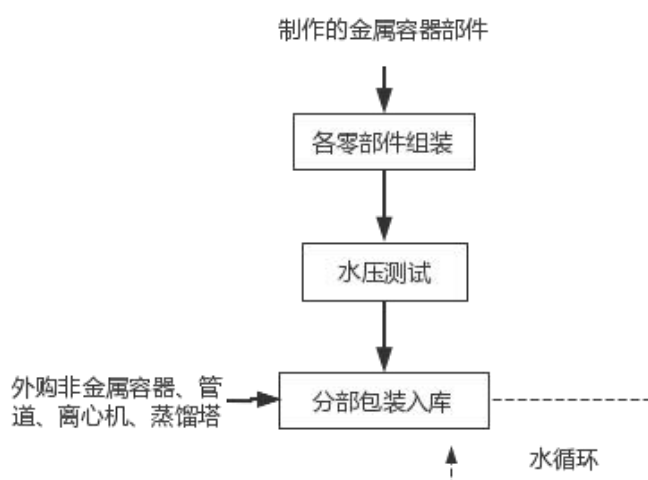 制作的金属容器部件
各零部件组装
水压测试
外购非金属容器、管
道、离心机、蒸馏塔
分部包装入库
水循环